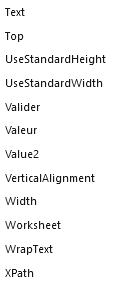 Text
Top
UseStandardHeight
UseStandardWidth
Valider
Valeur
Value2
VerticalAlignment
Width
Worksheet
WrapText
XPath